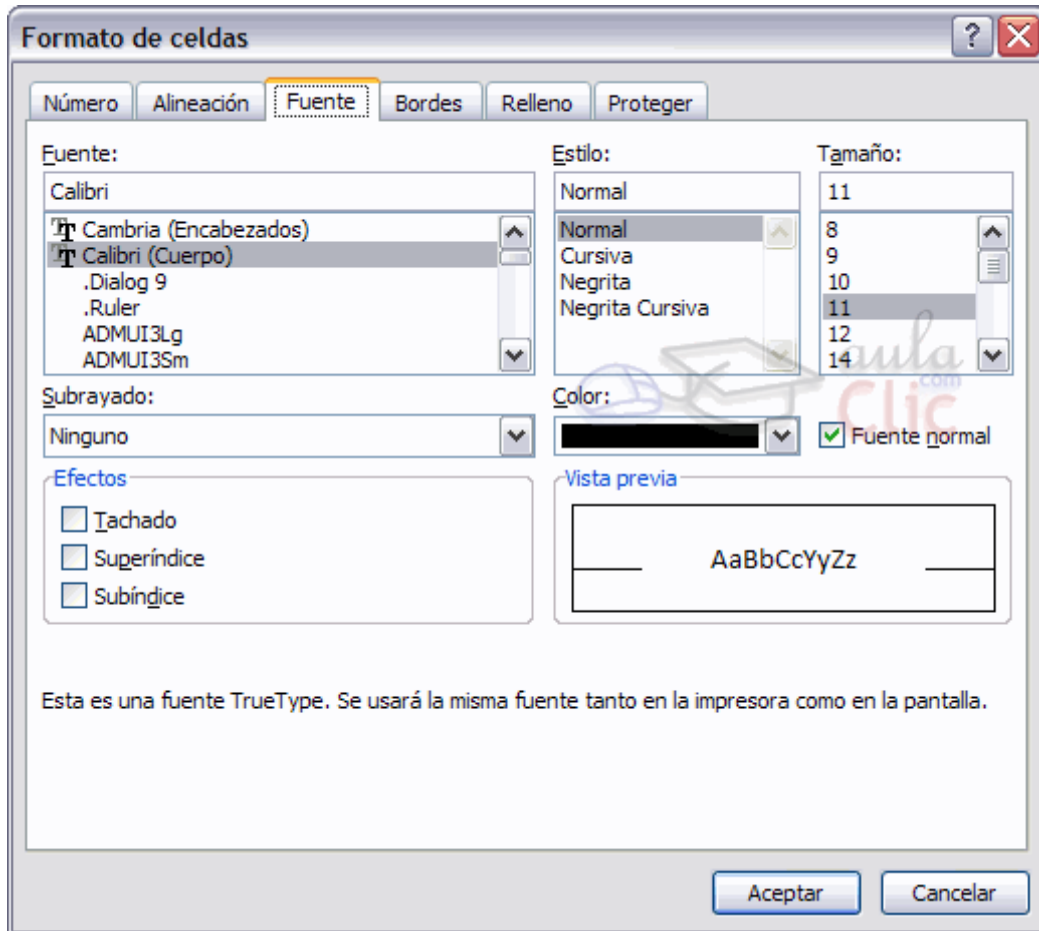 Formato de celdas
Número Alineación Fuente Bordes Relleno Proteger
Fuente: Estilo: Tamaño:
Calibri Normal 11
Cambria (Encabezados) Normal 8
Calibri (Cuerpo) Cursiva 9
.Dialog 9 Negrita 10
.Ruler Negrita Cursiva 11
ADMUI3Lg 12
ADMUI3Sm 14
aula
.com
Clic
Subrayado: Color:
Ninguno Fuente normal
Efectos Vista previa
Tachado
Superíndice AaBbCcYyZz
Subíndice
Esta es una fuente TrueType. Se usará la misma fuente tanto en la impresora como en la pantalla.
Aceptar Cancelar